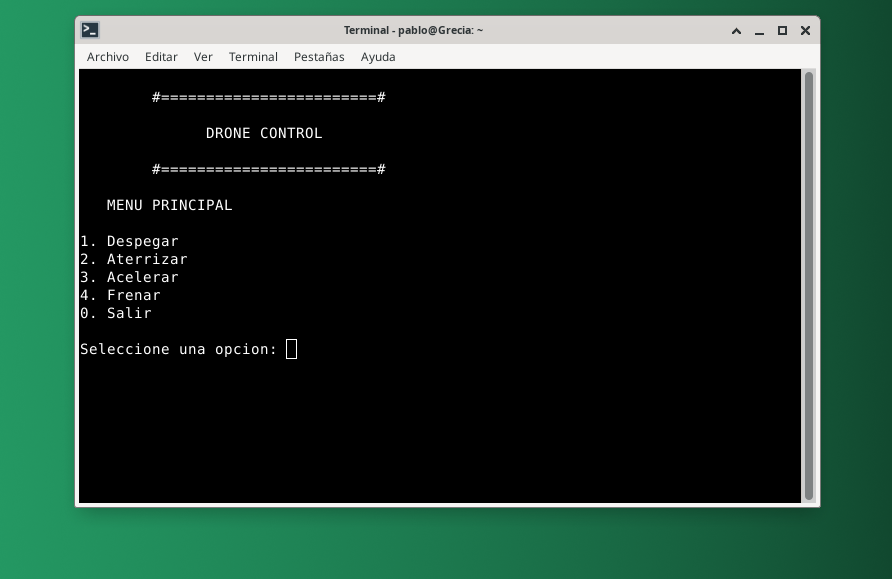 Terminal - pablo@Grecia: ~
Archivo Editar Ver Terminal Pestañas Ayuda
#========================#
DRONE CONTROL
#========================#
MENU PRINCIPAL
1. Despegar
2. Aterrizar
3. Acelerar
4. Frenar
0. Salir
Seleccione una opcion: